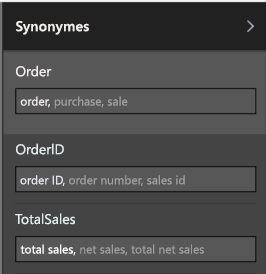 Synonymes
Order
order, purchase, sale
OrderID
order ID, order number, sales id
TotalSales
total sales, net sales, total net sales